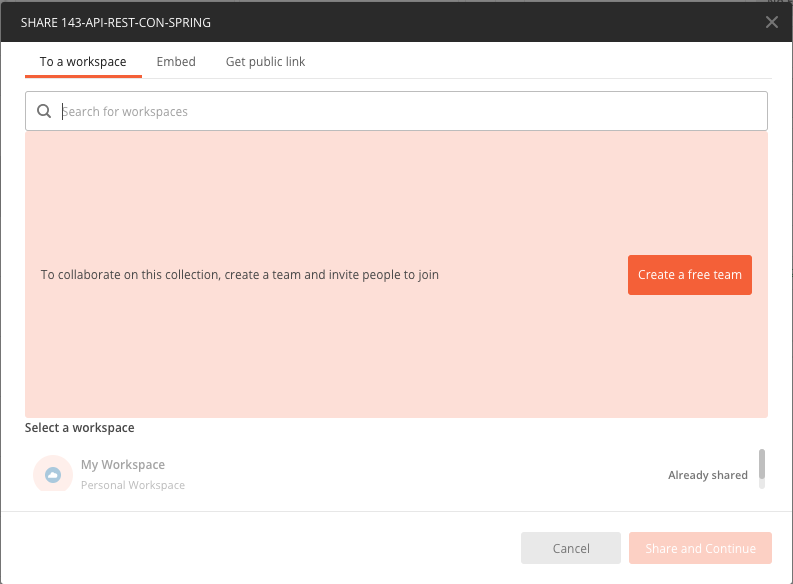 SHARE 143-API-REST-CON-SPRING
To a workspace
Embed
Get public link
Search for workspaces
To collaborate on this collection, create a team and invite people to join
Create a free team
Select a workspace
My Workspace
Personal Workspace
Already shared
Cancel
Share and Continue